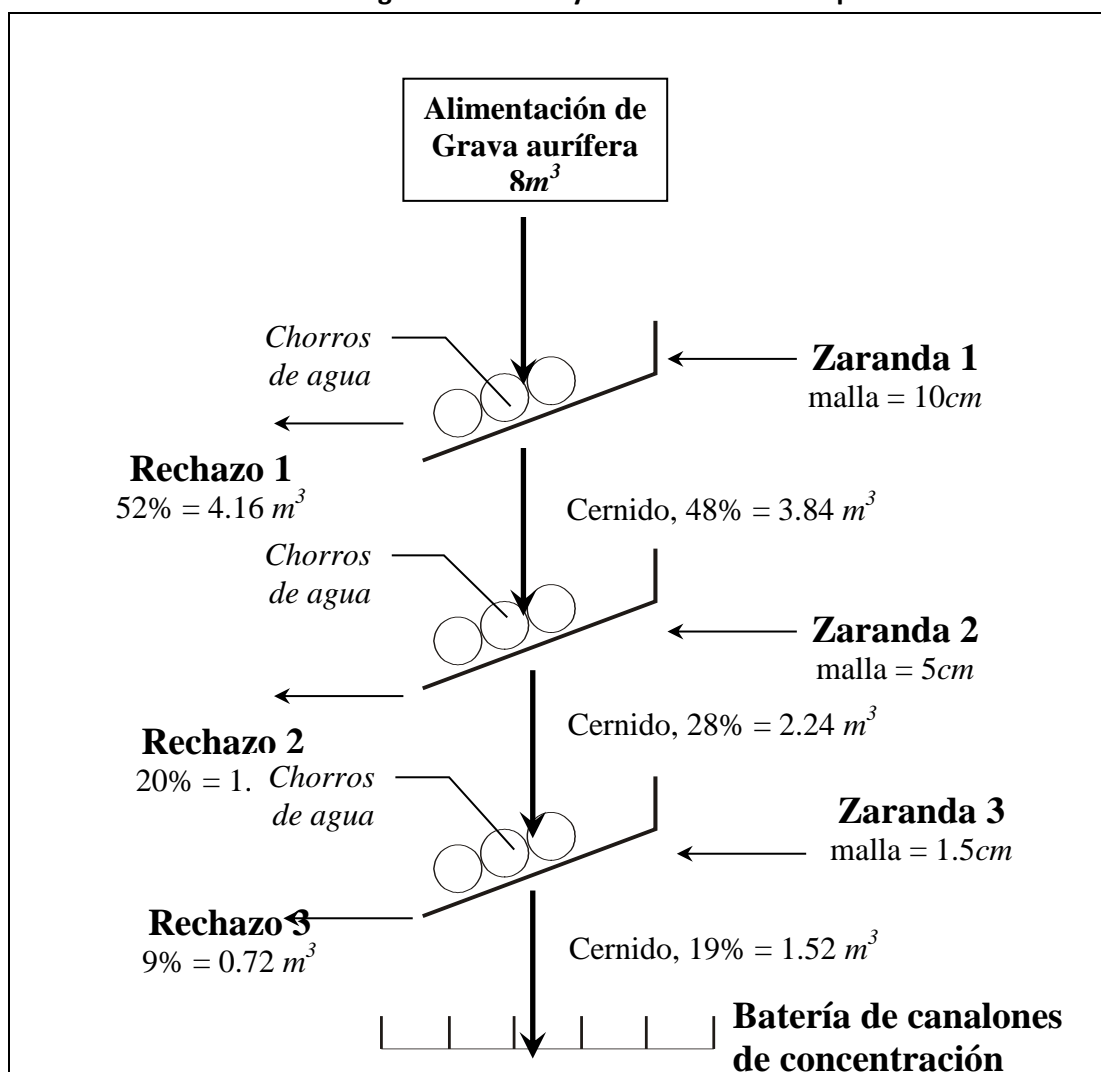 Alimentación de
Grava aurífera
8m³
Chorros
de agua
Zaranda 1
malla = 10cm
Rechazo 1
52% = 4.16 m³
Cernido, 48% = 3.84 m³
Chorros
de agua
Zaranda 2
malla = 5cm
Rechazo 2
20% = 1.
Cernido, 28% = 2.24 m³
Chorros
de agua
Zaranda 3
malla = 1.5cm
Rechazo 3
9% = 0.72 m³
Cernido, 19% = 1.52 m³
Batería de canalones
de concentración